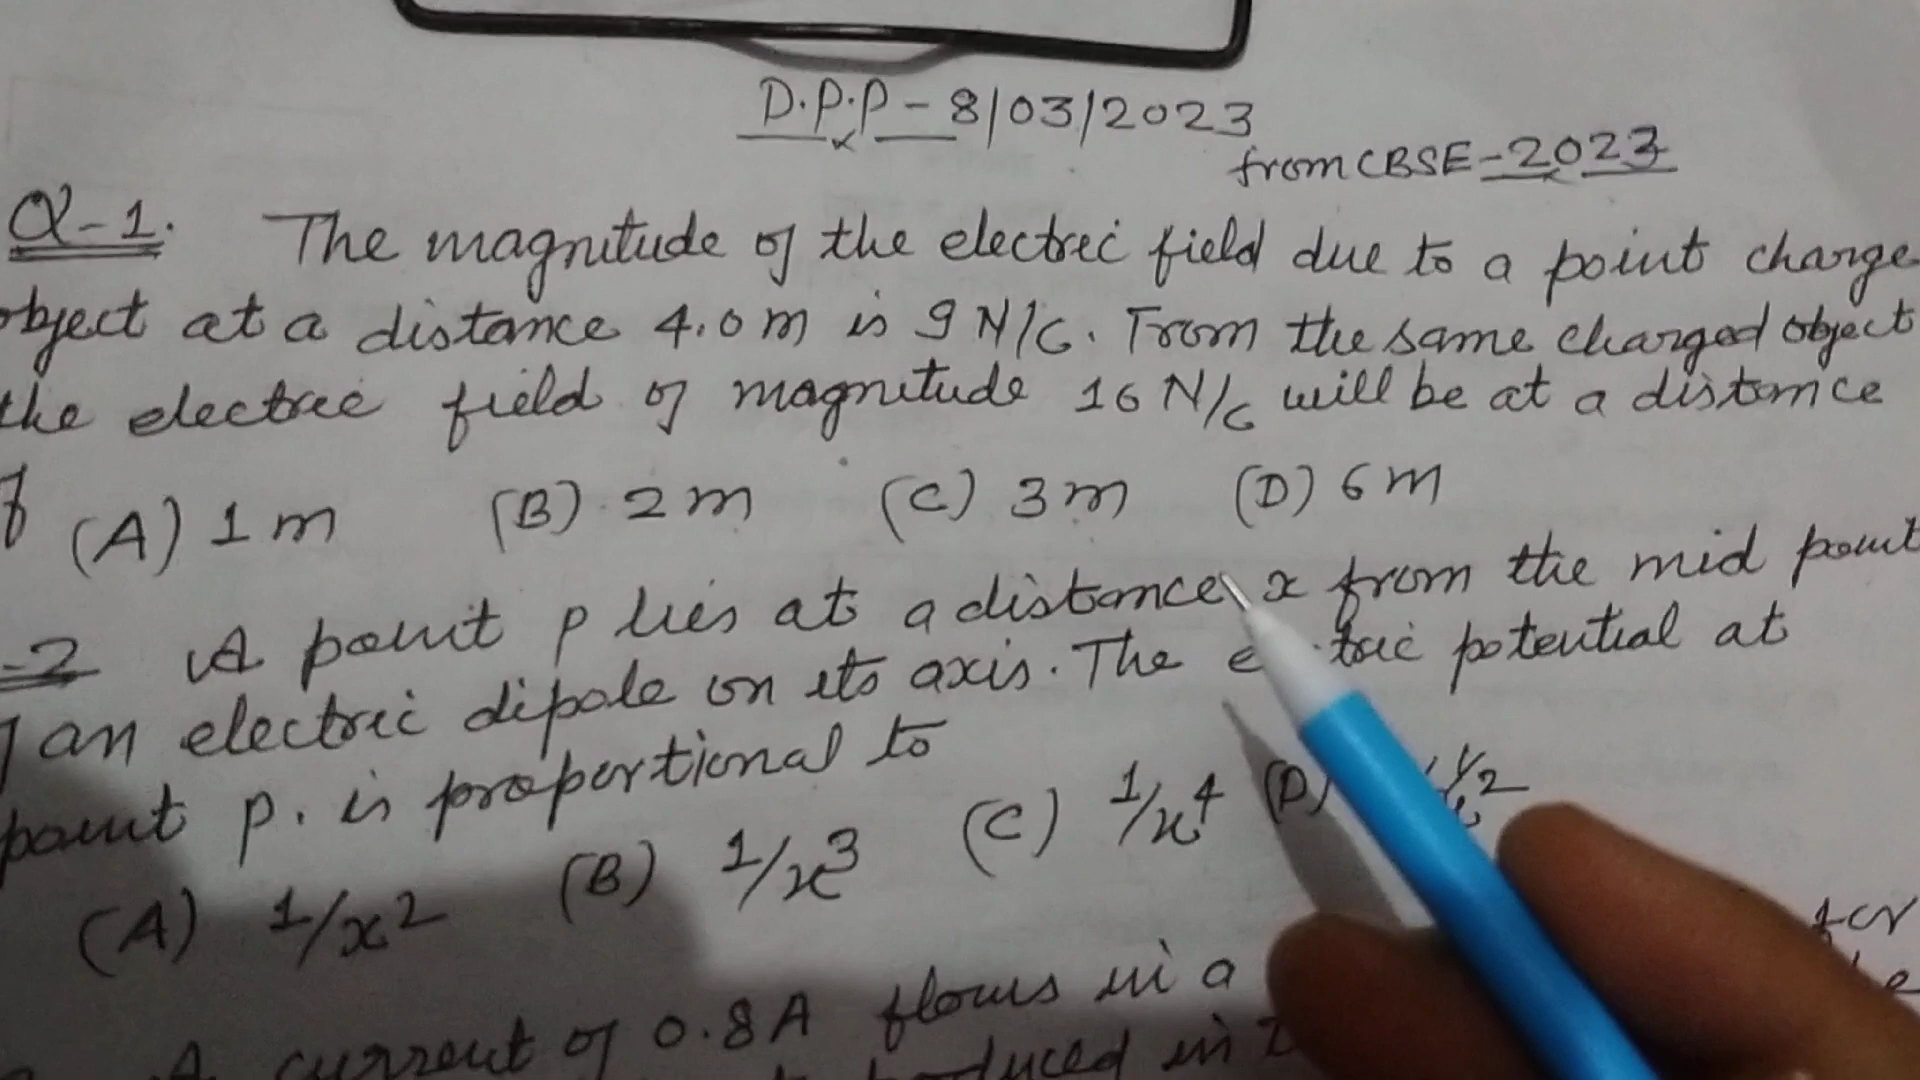 D.P.P - 8/03/2023
from CBSE - 2023
Q-1. The magnitude of the electric field due to a point charge
object at a distance 4.0 m is 9 N/C. From the same charged object
the electric field of magnitude 16 N/C will be at a distance
of
(A) 1 m (B) 2 m (C) 3 m (D) 6 m
-2 A point p lies at a distance x from the mid point
of an electric dipole on its axis. The potential at
point p. is proportional to
(A) 1/x2 (B) 1/x3 (C) 1/x4 (D)
A current of 0.8 A flows in a for
in